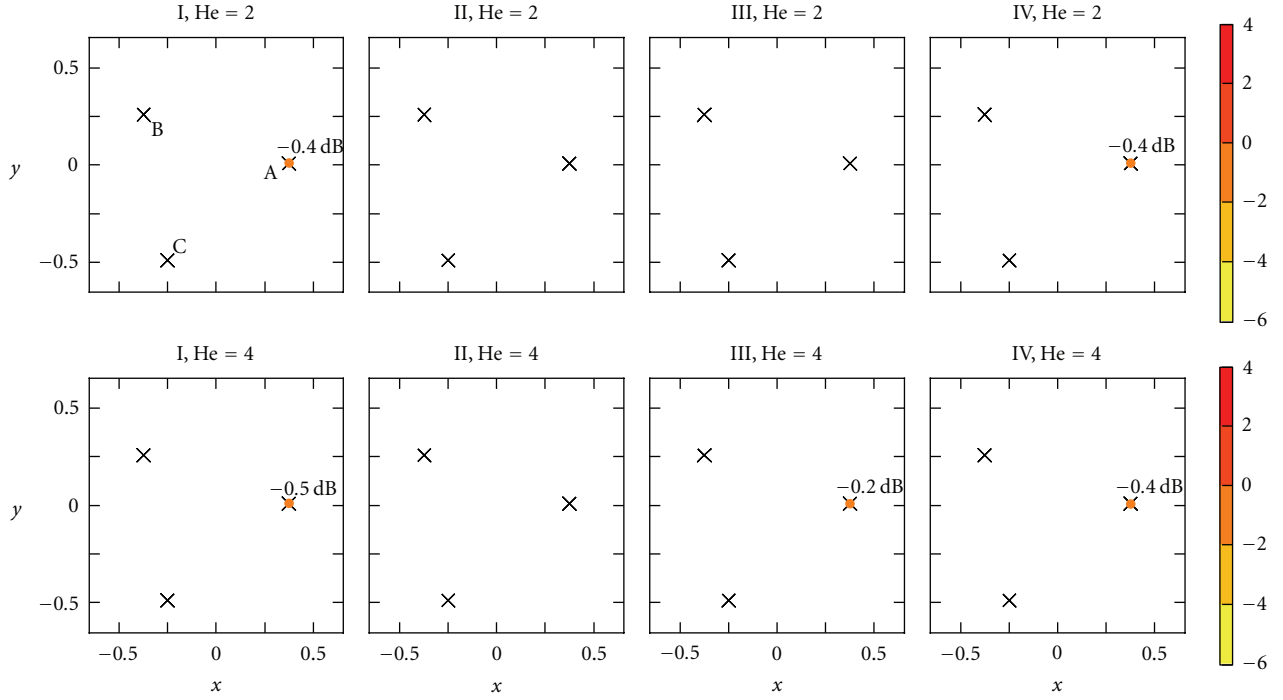 I, He = 2
II, He = 2
III, He = 2
IV, He = 2
4
2
0
−2
−4
−6
0.5
0
−0.5
y
B
−0.4 dB
A
C
−0.4 dB
I, He = 4
II, He = 4
III, He = 4
IV, He = 4
4
2
0
−2
−4
−6
0.5
0
−0.5
y
−0.5 dB
−0.2 dB
−0.4 dB
−0.5 0 0.5
−0.5 0 0.5
−0.5 0 0.5
−0.5 0 0.5
x
x
x
x